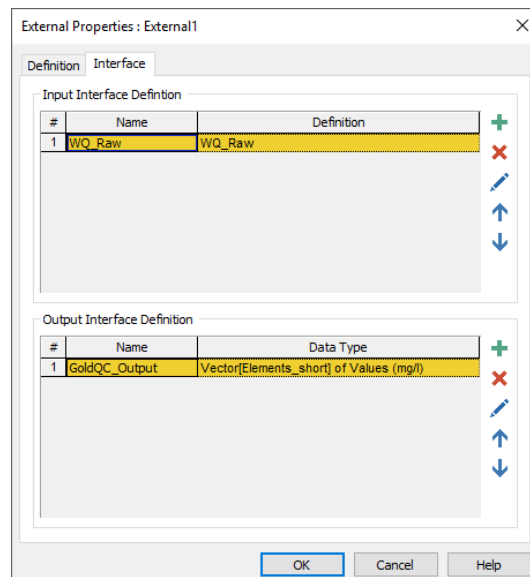 External Properties : External1
Definition Interface
Input Interface Defintion
# Name Definition
1 WQ_Raw WQ_Raw
Output Interface Definition
# Name Data Type
1 GoldQC_Output Vector[Elements_short] of Values (mg/l)
OK Cancel Help